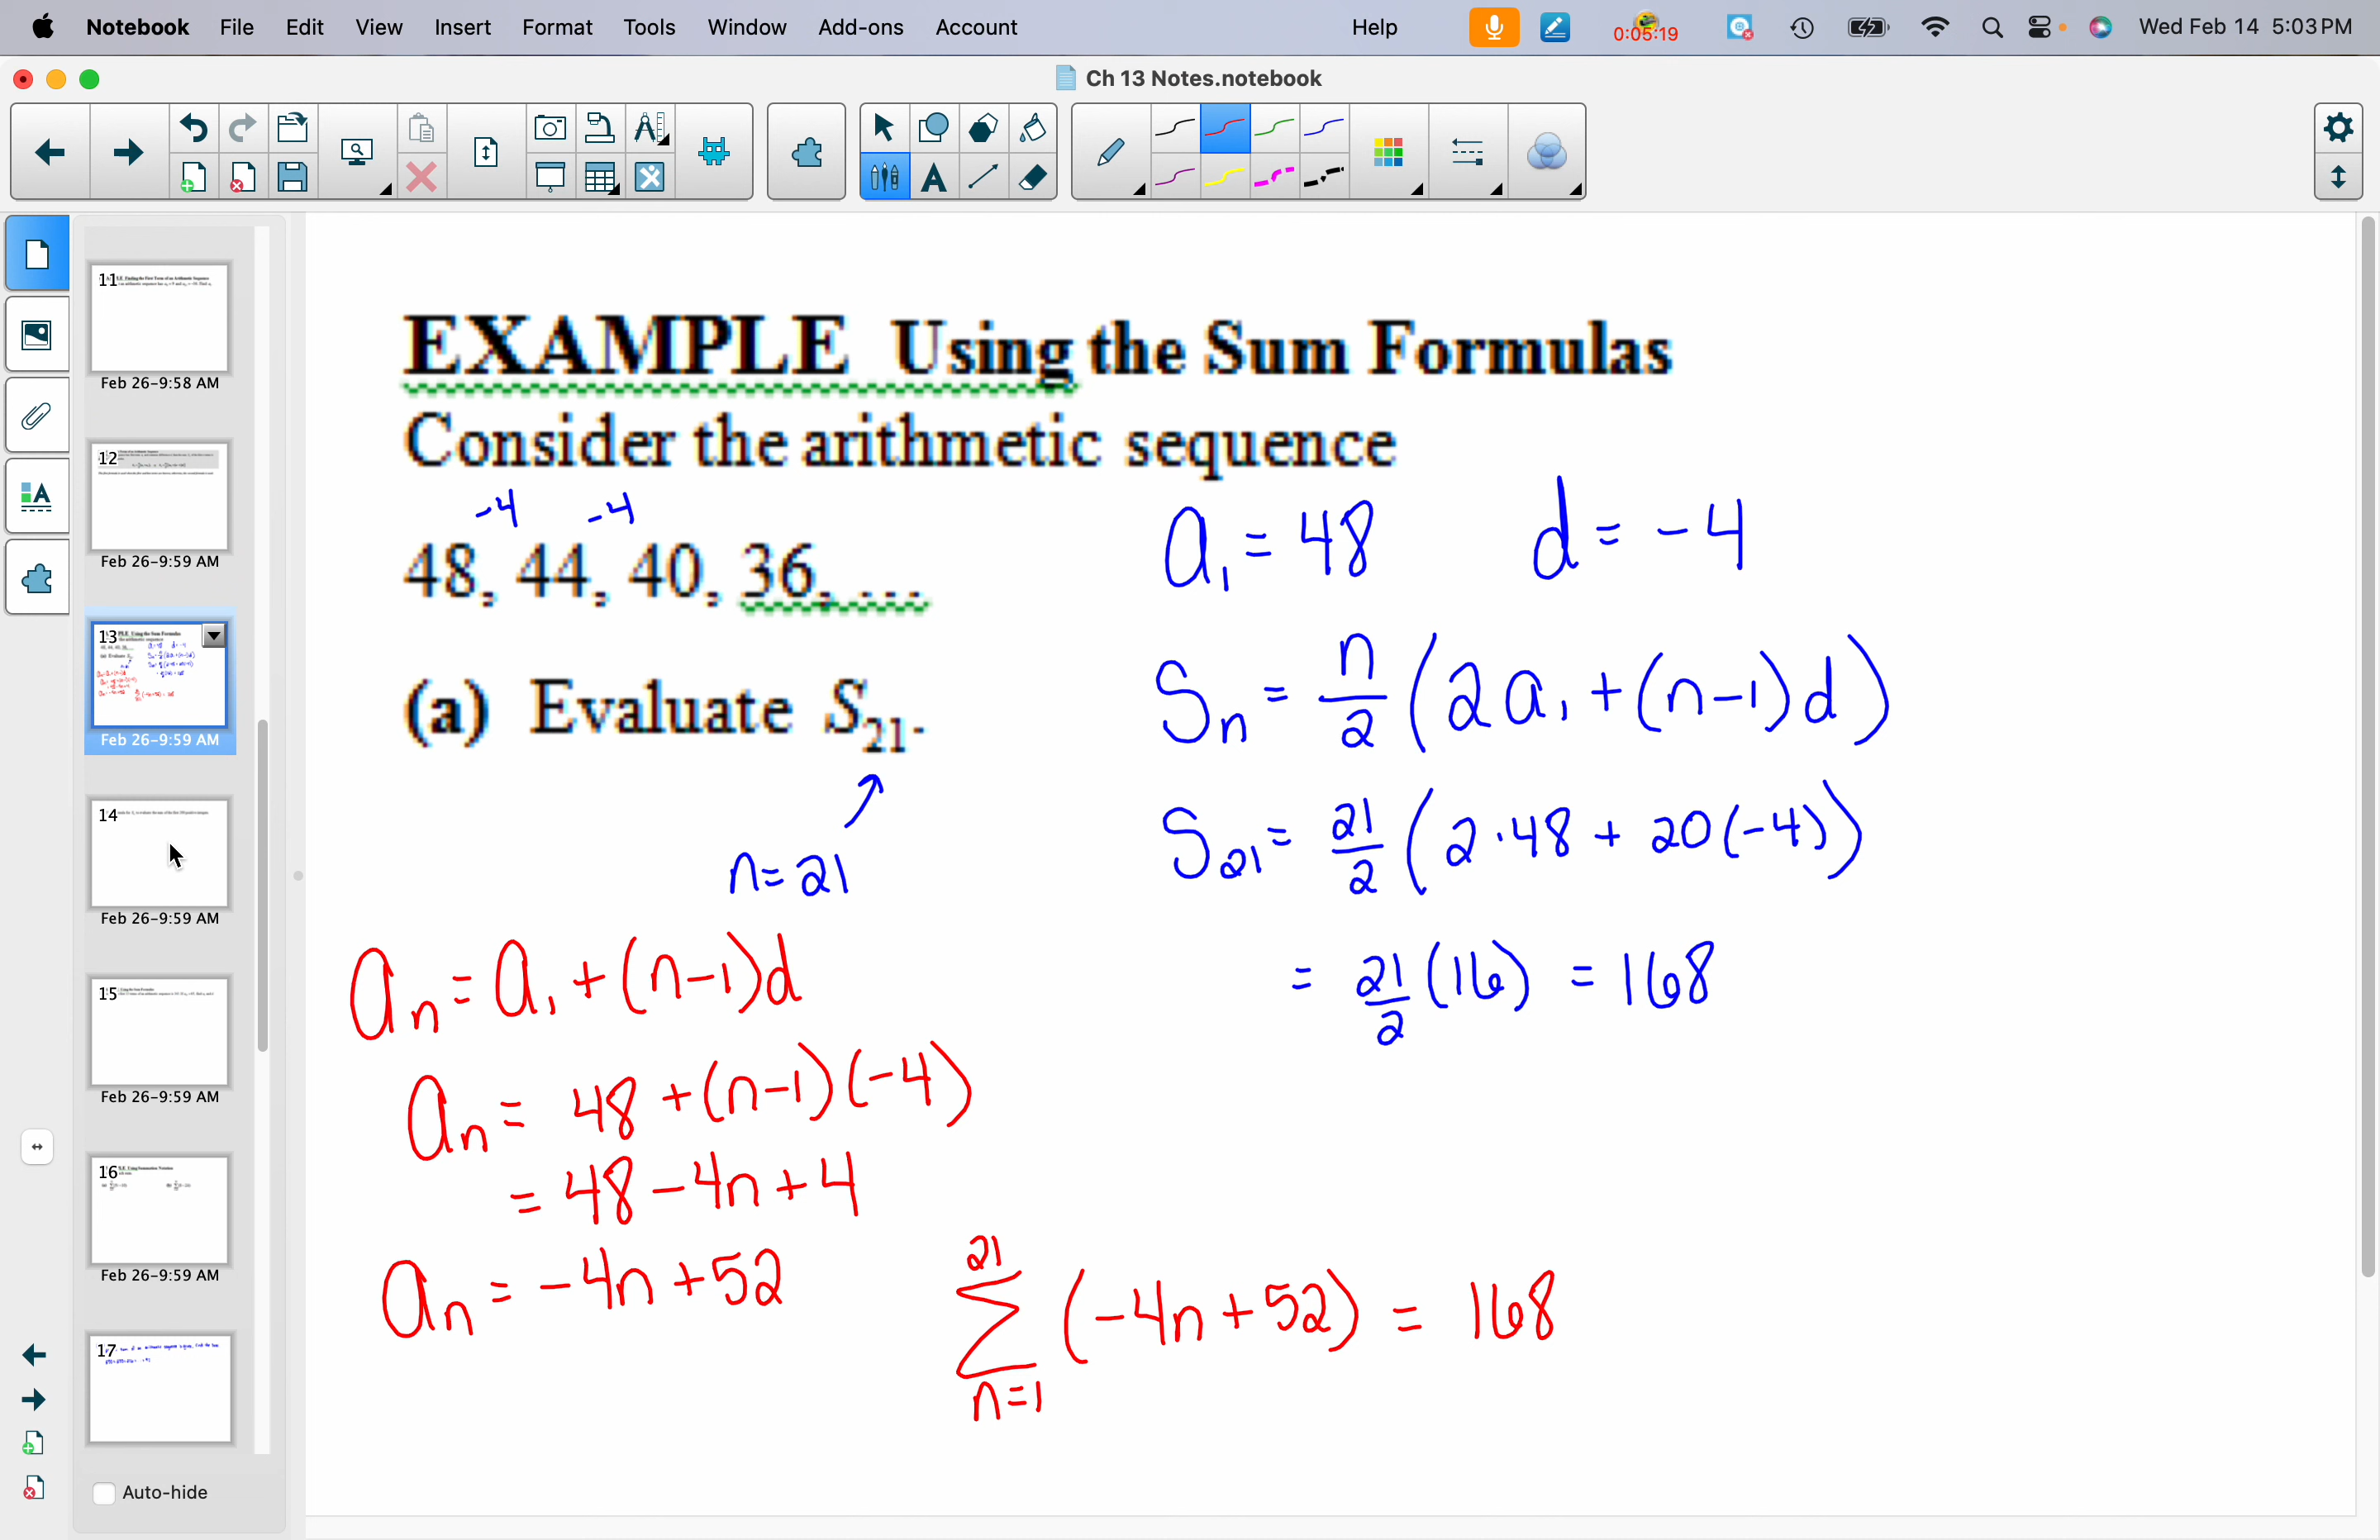 Notebook File Edit View Insert Format Tools Window Add-ons Account Help 0:05:19 Wed Feb 14 5:03 PM
Ch 13 Notes.notebook
11
Feb 26-9:58 AM
12
Feb 26-9:59 AM
13
Feb 26-9:59 AM
14
Feb 26-9:59 AM
15
Feb 26-9:59 AM
16
Feb 26-9:59 AM
17
Auto-hide
EXAMPLE Using the Sum Formulas
Consider the arithmetic sequence
-4 -4
48, 44, 40, 36, ...
(a) Evaluate S₂₁.
n = 21
a₁ = 48 d = -4
Sₙ = n/2 (2a₁ + (n-1)d)
S₂₁ = 21/2 (2·48 + 20(-4))
= 21/2 (16) = 168
aₙ = a₁ + (n-1)d
aₙ = 48 + (n-1)(-4)
= 48 - 4n + 4
aₙ = -4n + 52
21
∑ (-4n + 52) = 168
n=1